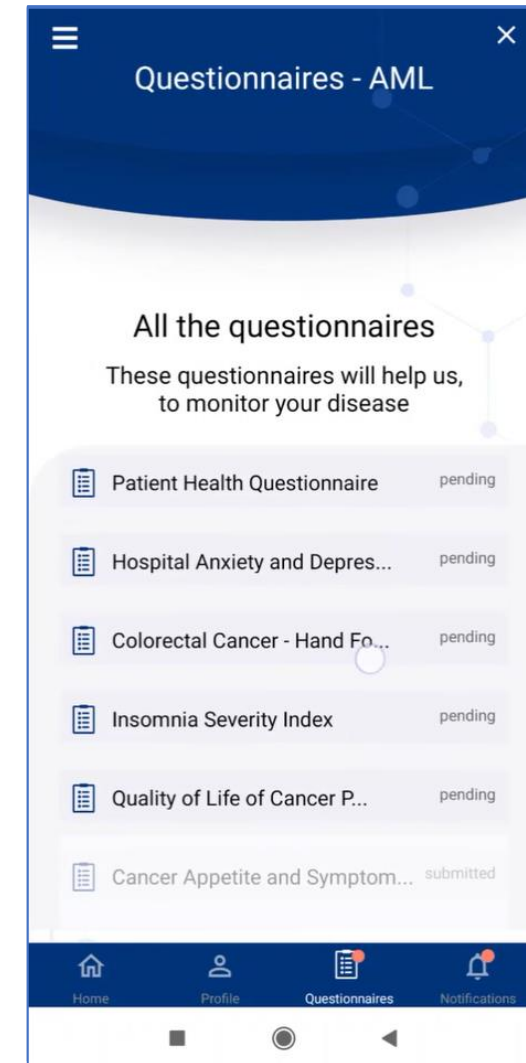 Questionnaires - AML
All the questionnaires
These questionnaires will help us,
to monitor your disease
Patient Health Questionnaire pending
Hospital Anxiety and Depres... pending
Colorectal Cancer - Hand Fo... pending
Insomnia Severity Index pending
Quality of Life of Cancer P... pending
Cancer Appetite and Symptom... submitted
Home Profile Questionnaires Notifications